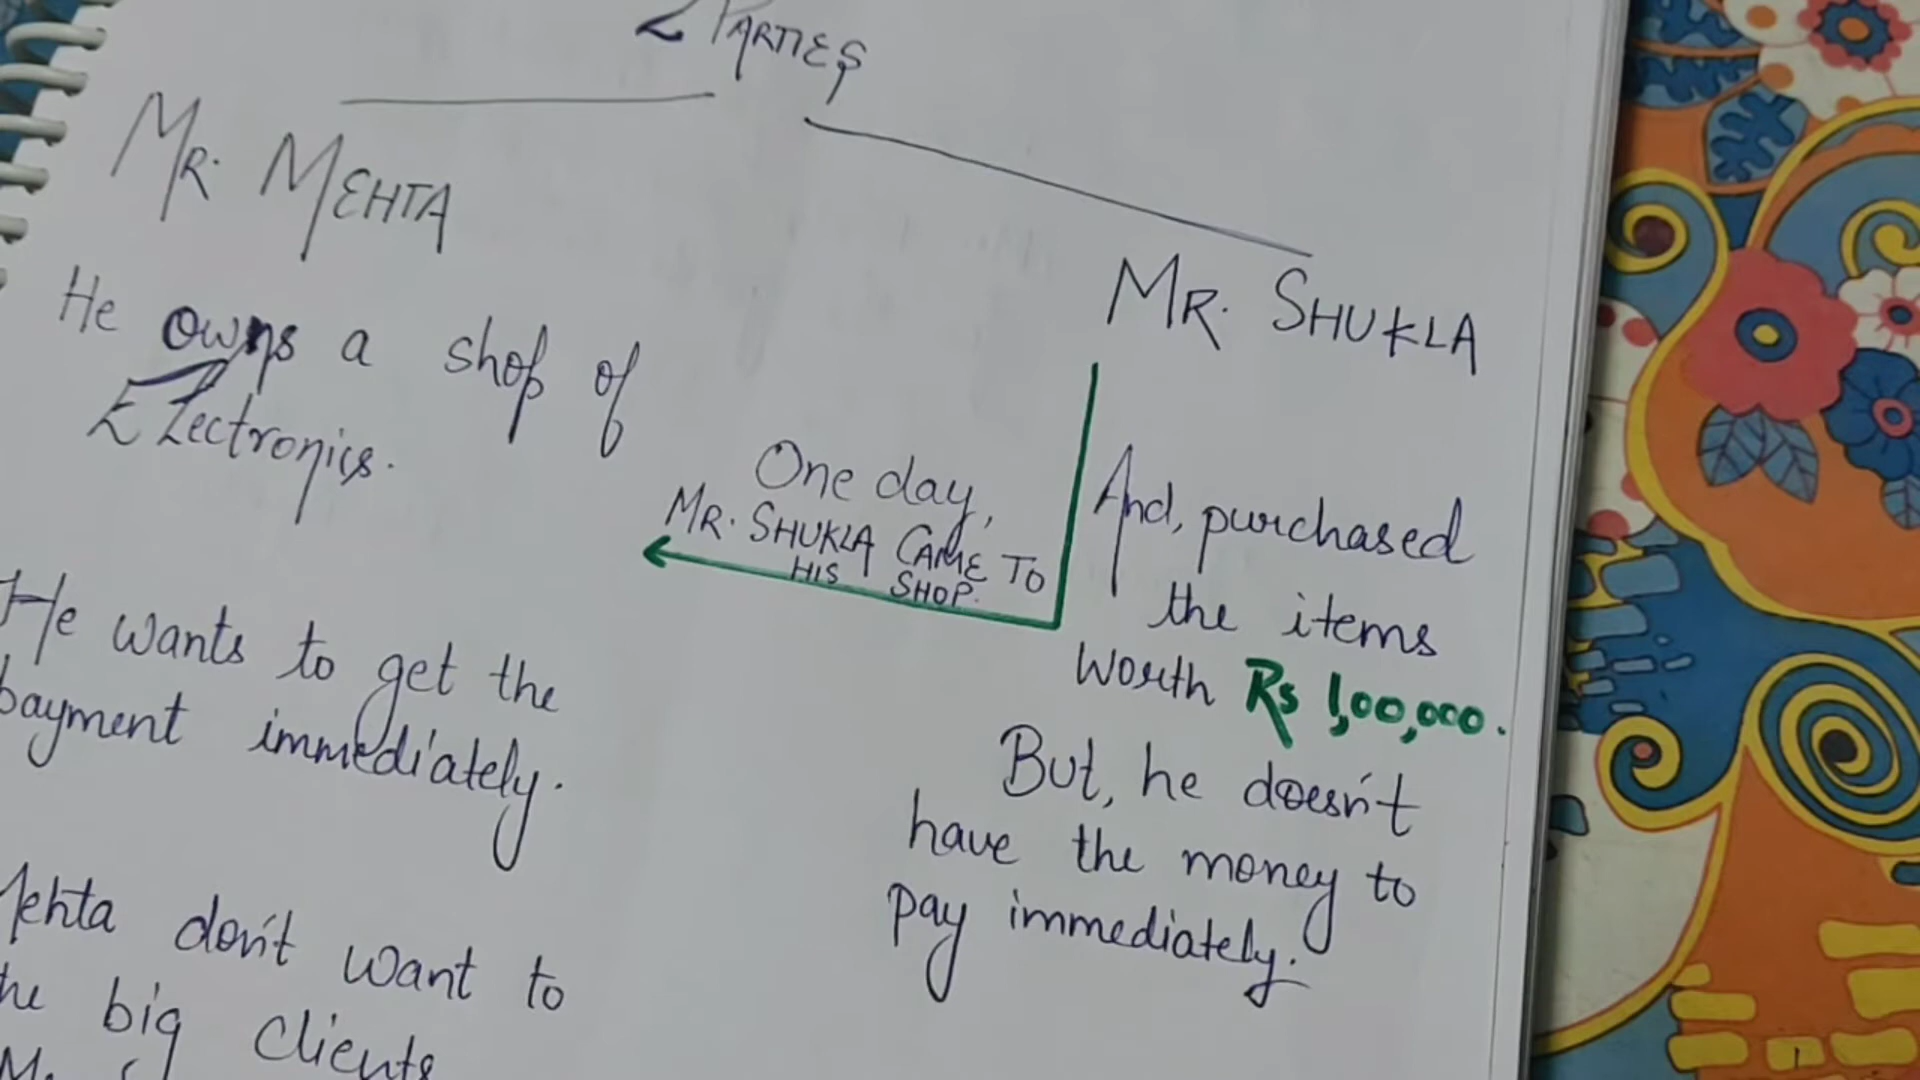 2 PARTIES
MR. MEHTA
He owns a shop of
Electronics.
He wants to get the
payment immediately.
Mehta don't want to
the big clients
One day,
MR. SHUKLA CAME TO
HIS SHOP.
MR. SHUKLA
And, purchased
the items
worth Rs 1,00,000.
But, he doesn't
have the money to
pay immediately.